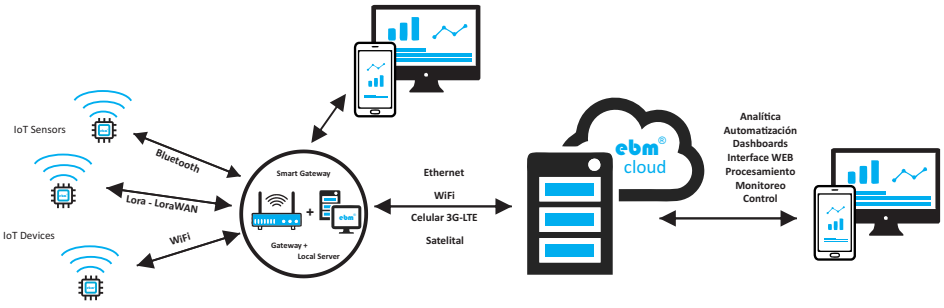 IoT Sensors
IoT Devices
Bluetooth
Lora - LoraWAN
WiFi
Smart Gateway
+
ebm®
Gateway +
Local Server
Ethernet
WiFi
Celular 3G-LTE
Satelital
ebm®
cloud
Analítica
Automatización
Dashboards
Interface WEB
Procesamiento
Monitoreo
Control